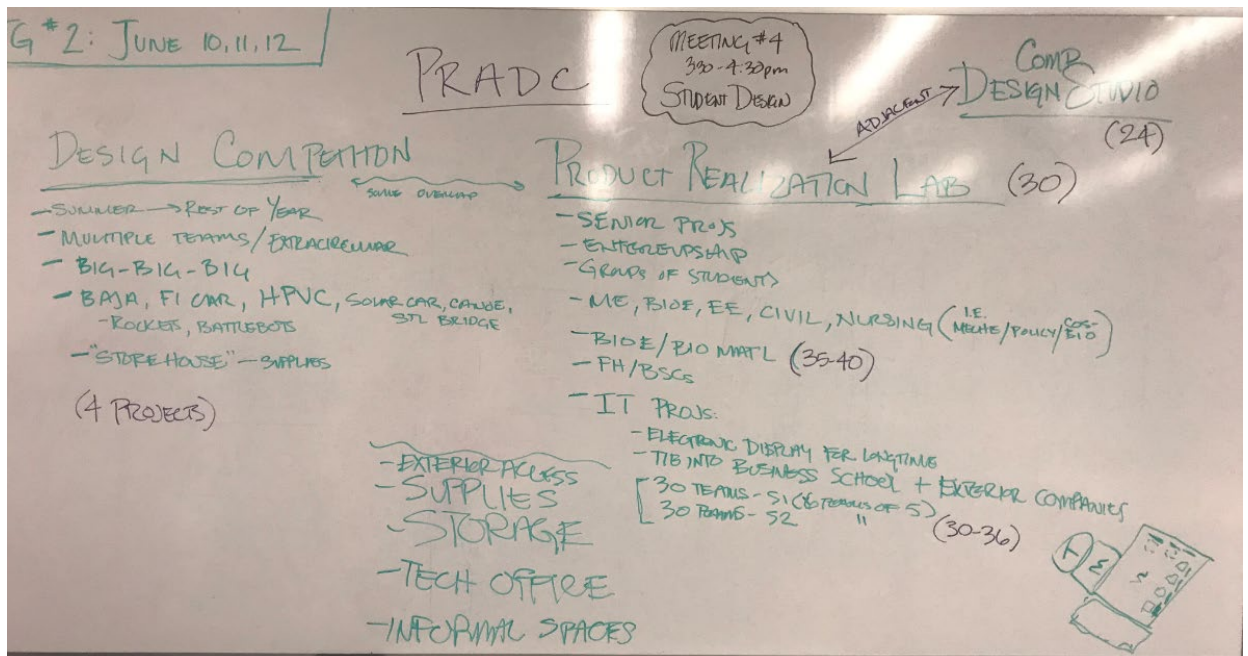 G #2: JUNE 10, 11, 12
PRADC
MEETING #4
330-4:30pm
STUDENT DESIGN
COMP
DESIGN STUDIO
(24)
ADJACENT
DESIGN COMPETITION
SOME OVERLAP
- SUMMER → REST OF YEAR
- MULTIPLE TEAMS/EXTRACIRCULAR
- BIG-BIG-BIG
- BAJA, F1 CAR, HPVC, SOLAR CAR, CANOE,
STL BRIDGE
- ROCKETS, BATTLEBOTS
- "STOREHOUSE" - SUPPLIES
(4 PROJECTS)
PRODUCT REALIZATION LAB (30)
- SENIOR PROJS
- GROUPS OF STUDENTS
- ME, BIOE, EE, CIVIL, NURSING (I.E. MECHE/POLICY/COS-BIO)
- BIOE/BIO MATL (35-40)
- FH/BSCs
- IT PROJS:
- ELECTRONIC DISPLAY FOR LONGTIME
- TIE INTO BUSINESS SCHOOL + EXTERIOR COMPANIES
30 TEAMS - S1 (6 TEAMS OF 5)
30 TEAMS - S2 "
(30-36)
- EXTERIOR ACCESS
- SUPPLIES
- STORAGE
- TECH OFFICE
- INFORMAL SPACES